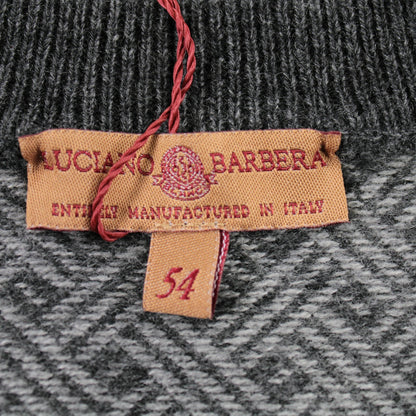 LUCIANO BARBERA
ENTIRELY MANUFACTURED IN ITALY
54